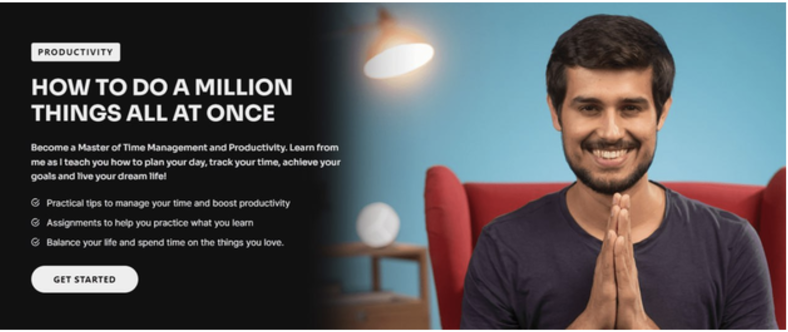 PRODUCTIVITY
HOW TO DO A MILLION
THINGS ALL AT ONCE
Become a Master of Time Management and Productivity. Learn from
me as I teach you how to plan your day, track your time, achieve your
goals and live your dream life!
Practical tips to manage your time and boost productivity
Assignments to help you practice what you learn
Balance your life and spend time on the things you love.
GET STARTED